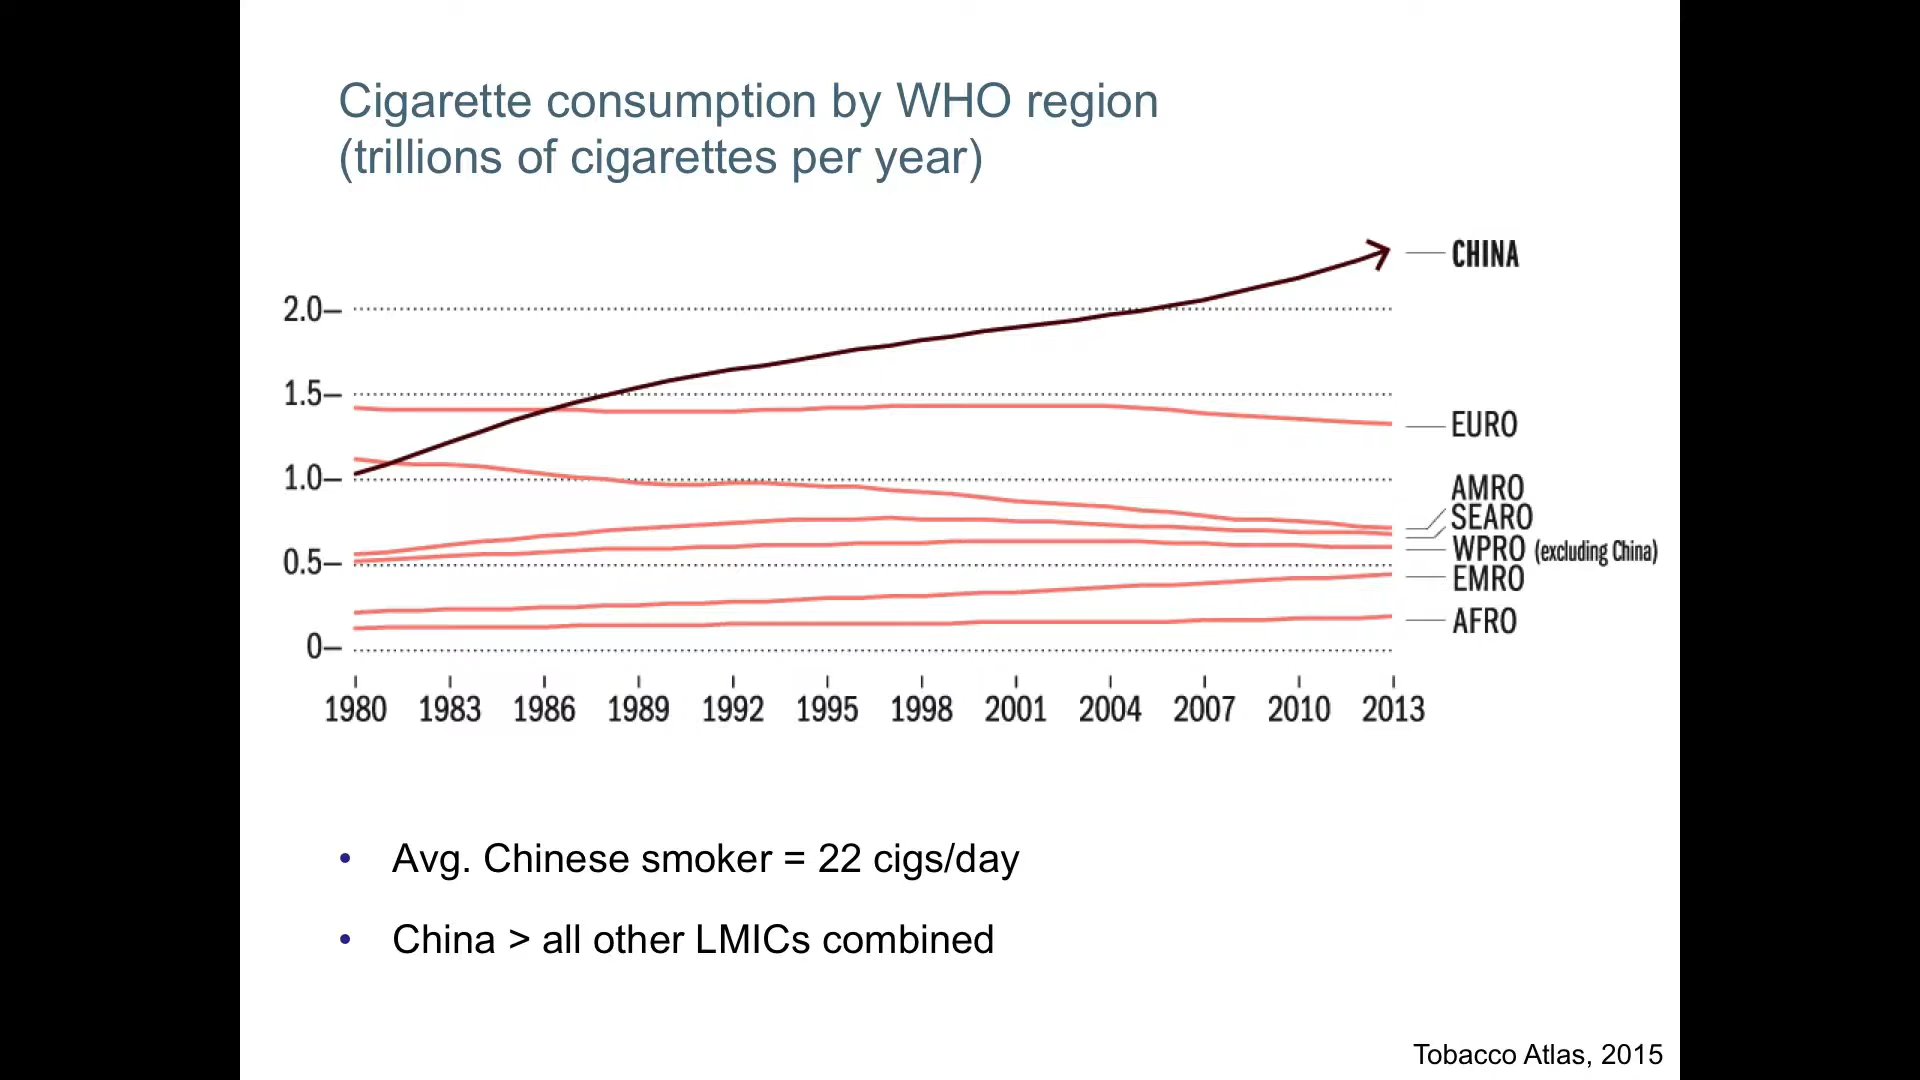 Cigarette consumption by WHO region
(trillions of cigarettes per year)
CHINA
2.0
1.5
EURO
1.0
AMRO
SEARO
WPRO (excluding China)
0.5
EMRO
AFRO
0
1980 1983 1986 1989 1992 1995 1998 2001 2004 2007 2010 2013
• Avg. Chinese smoker = 22 cigs/day
• China > all other LMICs combined
Tobacco Atlas, 2015